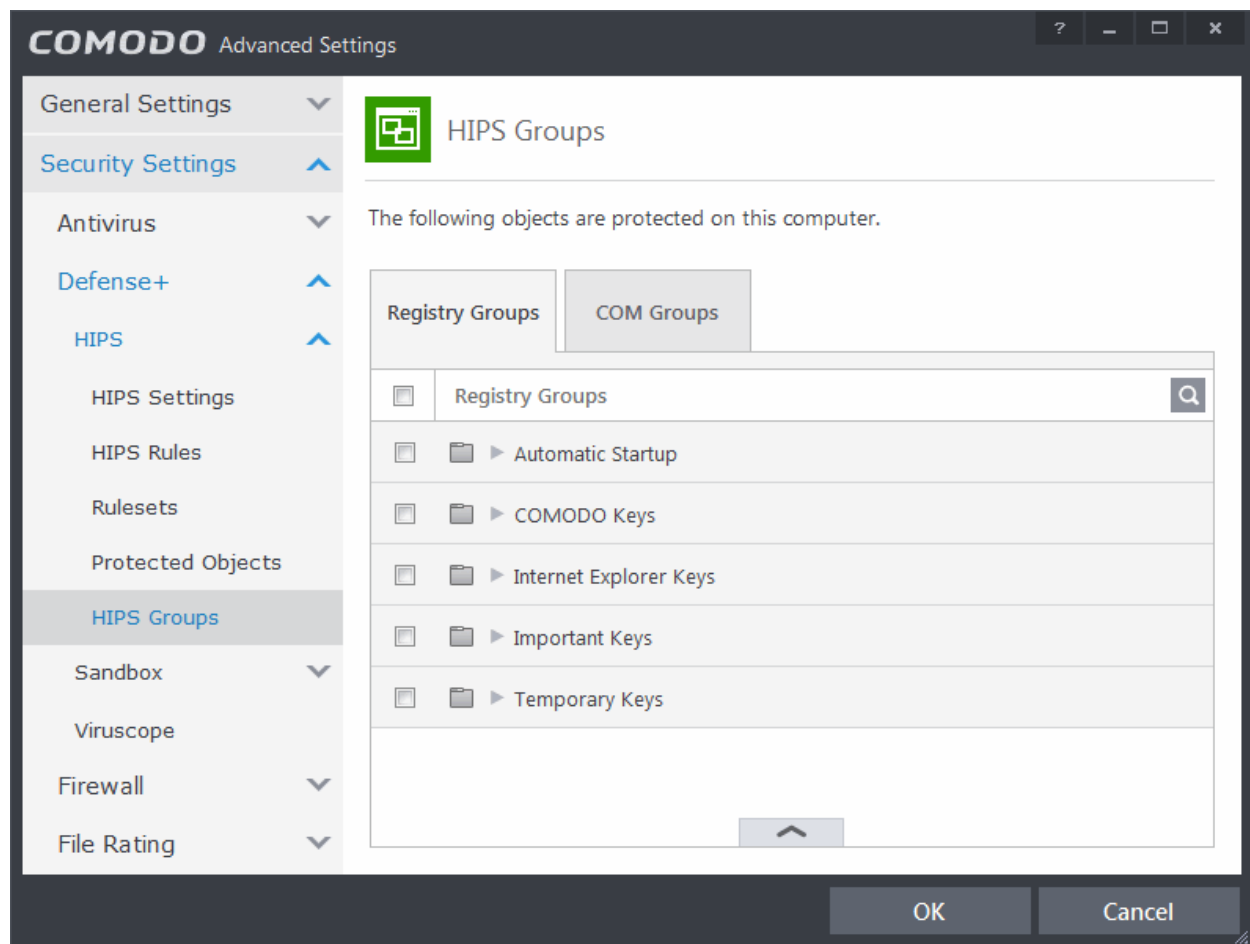 COMODO Advanced Settings
?
General Settings
Security Settings
Antivirus
Defense+
HIPS
HIPS Settings
HIPS Rules
Rulesets
Protected Objects
HIPS Groups
Sandbox
Viruscope
Firewall
File Rating
HIPS Groups
The following objects are protected on this computer.
Registry Groups
COM Groups
Registry Groups
Automatic Startup
COMODO Keys
Internet Explorer Keys
Important Keys
Temporary Keys
OK
Cancel